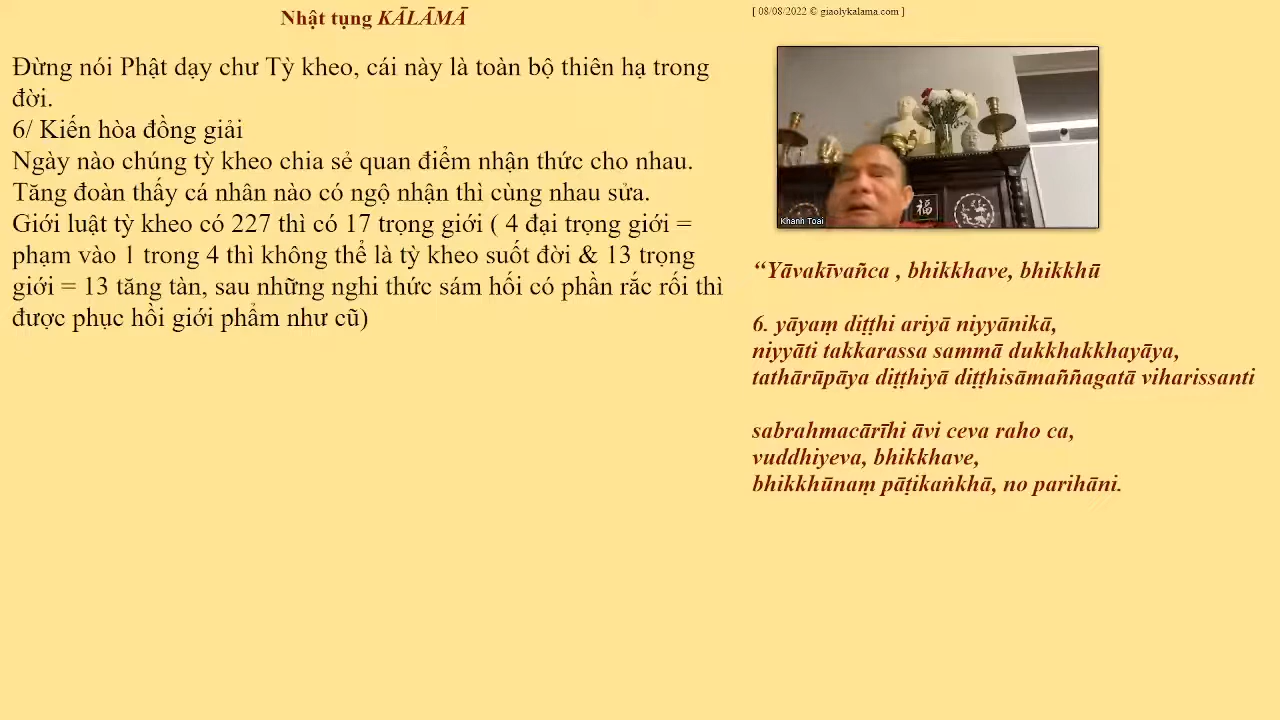 Nhật tụng KĀLĀMĀ
[ 08/08/2022 © giaolykalama.com ]
Đừng nói Phật dạy chư Tỳ kheo, cái này là toàn bộ thiên hạ trong
đời.
6/ Kiến hòa đồng giải
Ngày nào chúng tỳ kheo chia sẻ quan điểm nhận thức cho nhau.
Tăng đoàn thấy cá nhân nào có ngộ nhận thì cùng nhau sửa.
Giới luật tỳ kheo có 227 thì có 17 trọng giới ( 4 đại trọng giới =
phạm vào 1 trong 4 thì không thể là tỳ kheo suốt đời & 13 trọng
giới = 13 tăng tàn, sau những nghi thức sám hối có phần rắc rối thì
được phục hồi giới phẩm như cũ)
福
Khanh Toai
“Yāvakīvañca , bhikkhave, bhikkhū
6. yāyaṃ diṭṭhi ariyā niyyānikā,
niyyāti takkarassa sammā dukkhakkhayāya,
tathārūpāya diṭṭhiyā diṭṭhisāmaññagatā viharissanti
sabrahmacārīhi āvi ceva raho ca,
vuddhiyeva, bhikkhave,
bhikkhūnaṃ pāṭikaṅkhā, no parihāni.